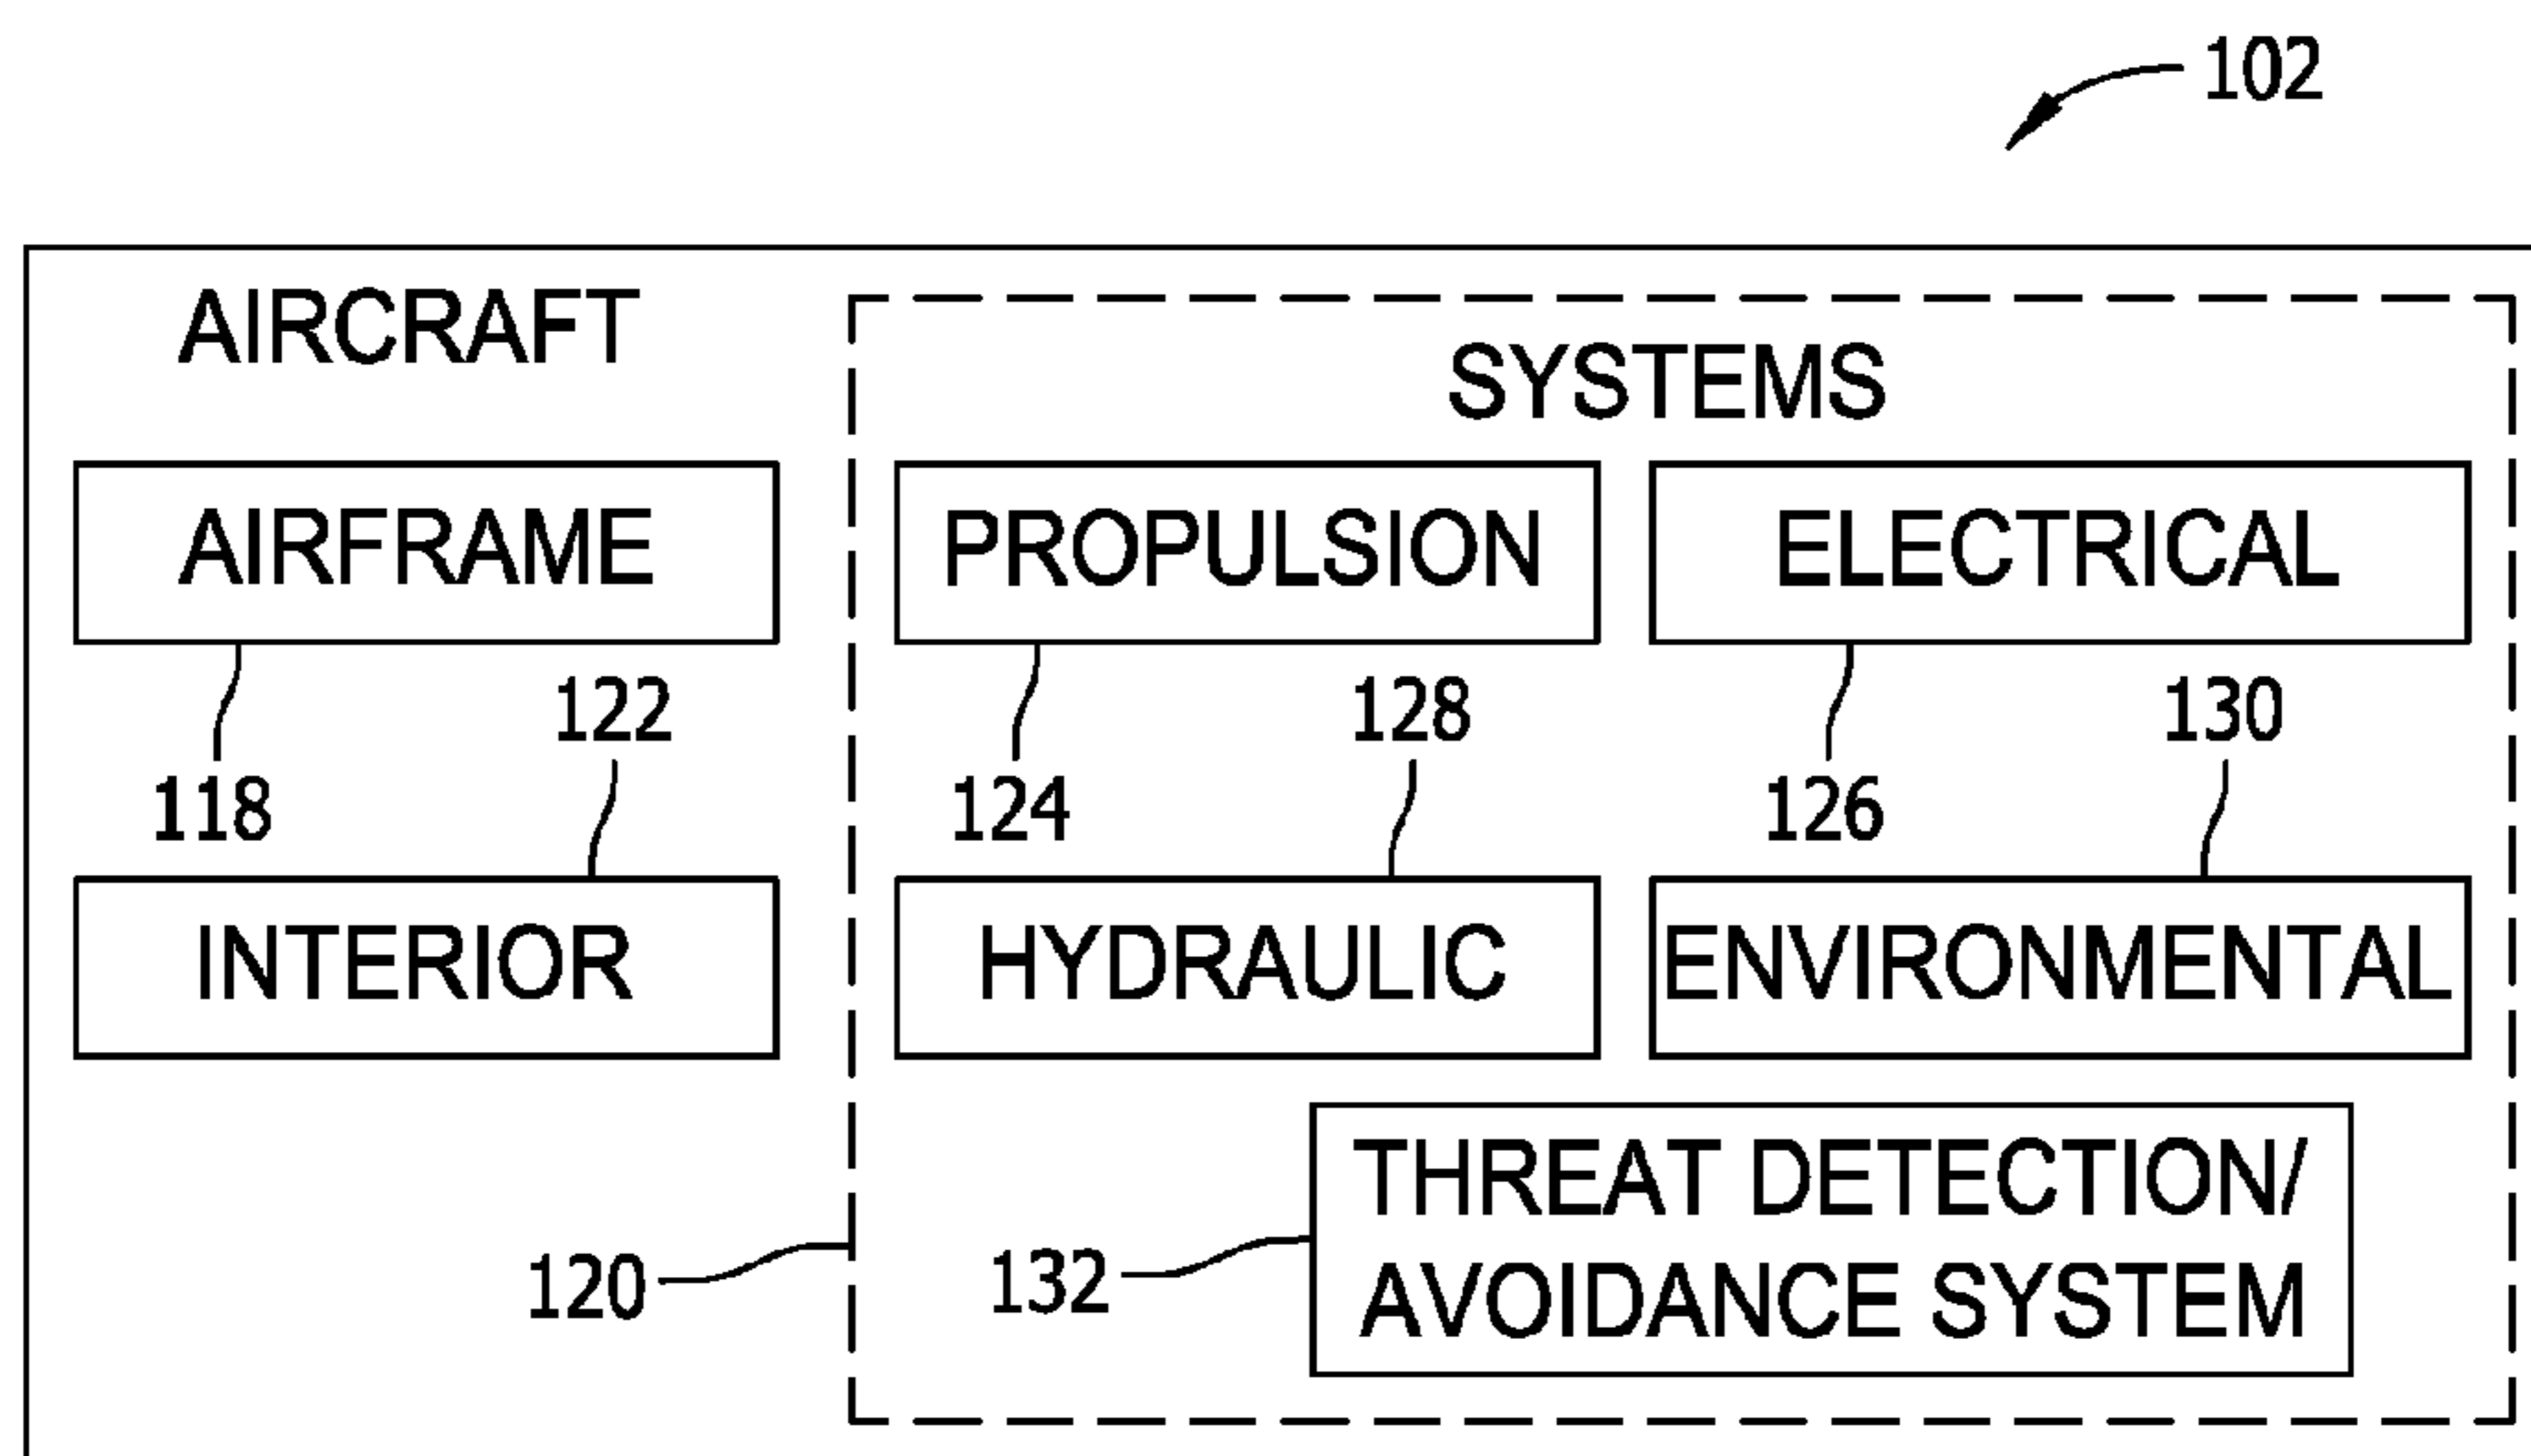 102
AIRCRAFT
SYSTEMS
AIRFRAME
PROPULSION
ELECTRICAL
122
128
130
118
124
126
INTERIOR
HYDRAULIC
ENVIRONMENTAL
120
132
THREAT DETECTION/
AVOIDANCE SYSTEM